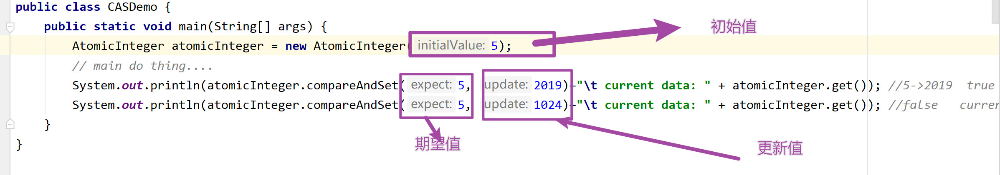 public class CASDemo {
public static void main(String[] args) {
初始值
AtomicInteger atomicInteger = new AtomicInteger( initialValue: 5);
// main do thing....
System.out.println(atomicInteger.compareAndSet( expect: 5, update: 2019)+"\t current data: " + atomicInteger.get()); //5->2019 true
System.out.println(atomicInteger.compareAndSet( expect: 5, update: 1024)+"\t current data: " + atomicInteger.get()); //false curren
}
期望值
更新值
}